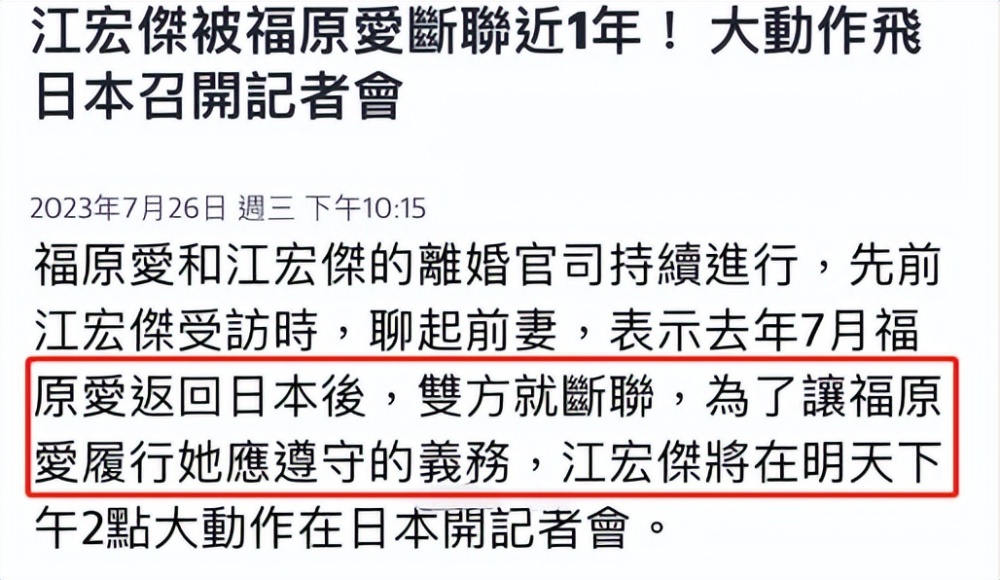 江宏傑被福原愛斷聯近1年！ 大動作飛
日本召開記者會
2023年7月26日 週三 下午10:15
福原愛和江宏傑的離婚官司持續進行，先前
江宏傑受訪時，聊起前妻，表示去年7月福
原愛返回日本後，雙方就斷聯，為了讓福原
愛履行她應遵守的義務，江宏傑將在明天下
午2點大動作在日本開記者會。